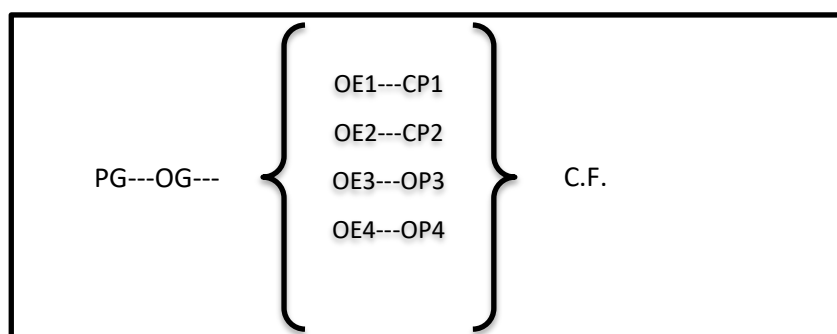 OE1---CP1
OE2---CP2
PG---OG---
OE3---OP3
C.F.
OE4---OP4